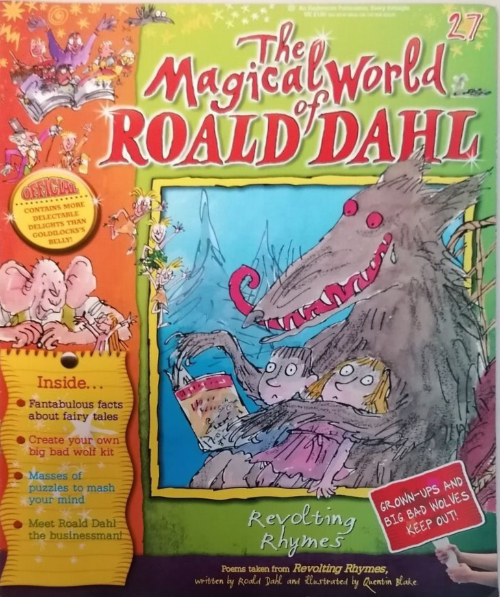 27
The
Magical World
of
ROALD DAHL
OFFICIAL
CONTAINS MORE
DELECTABLE
DELIGHTS THAN
GOLDILOCKS'S
BELLY!
Inside...
Fantabulous facts
about fairy tales
Create your own
big bad wolf kit
Masses of
puzzles to mash
your mind
Meet Roald Dahl
the businessman!
GROWN-UPS AND
BIG BAD WOLVES
KEEP OUT!
Revolting
Rhymes
Poems taken from Revolting Rhymes,
written by Roald Dahl and illustrated by Quentin Blake